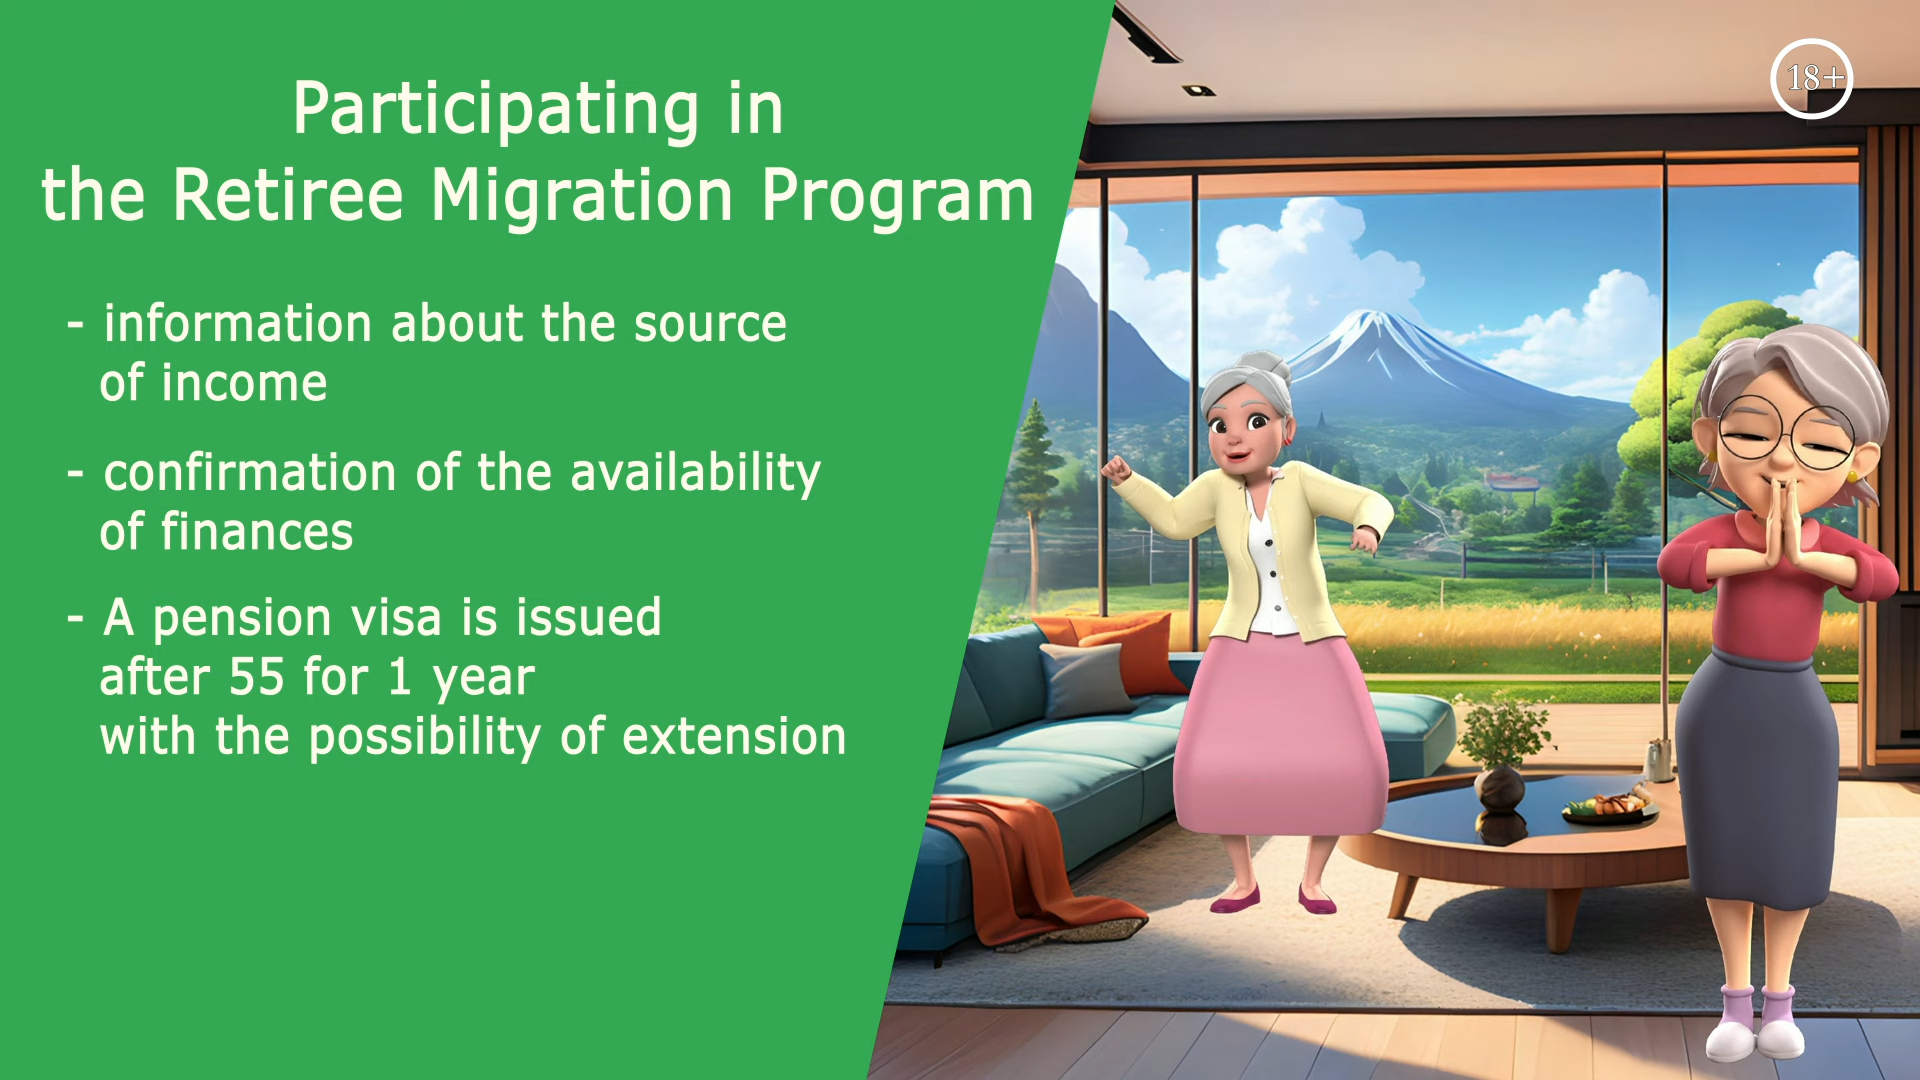 Participating in
the Retiree Migration Program
- information about the source
of income
- confirmation of the availability
of finances
- A pension visa is issued
after 55 for 1 year
with the possibility of extension
18+